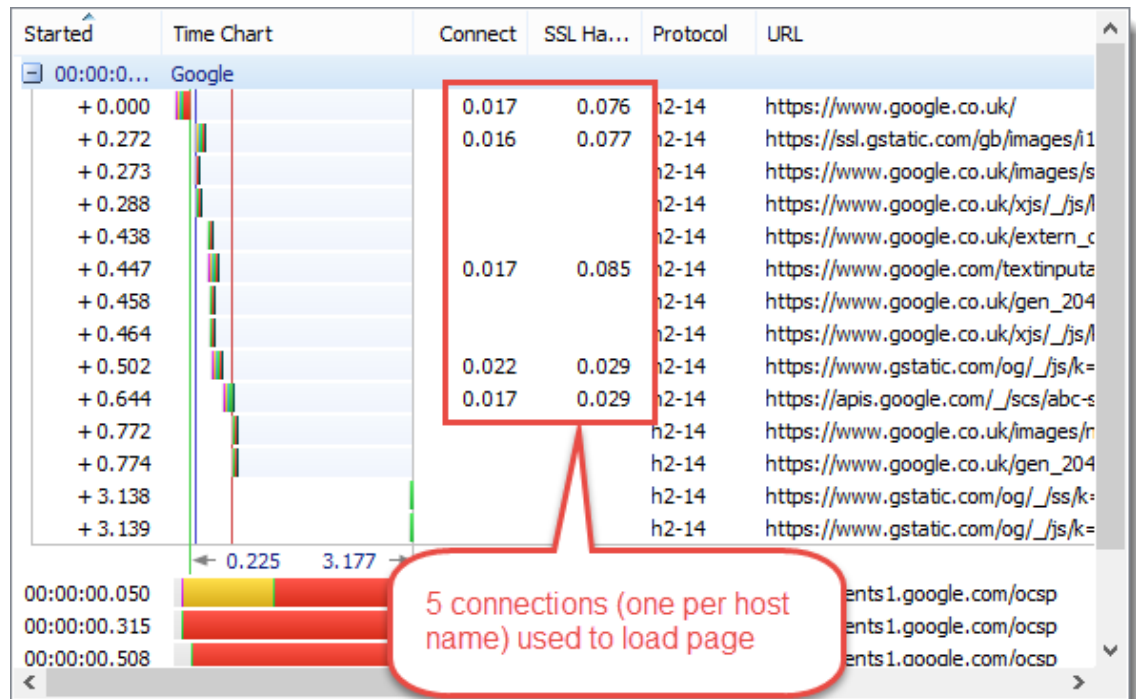 Started Time Chart Connect SSL Ha... Protocol URL
00:00:0... Google
+ 0.000 0.017 0.076 h2-14 https://www.google.co.uk/
+ 0.272 0.016 0.077 h2-14 https://ssl.gstatic.com/gb/images/i1
+ 0.273 h2-14 https://www.google.co.uk/images/s
+ 0.288 h2-14 https://www.google.co.uk/xjs/_/js/
+ 0.438 h2-14 https://www.google.co.uk/extern_c
+ 0.447 0.017 0.085 h2-14 https://www.google.com/textinputa
+ 0.458 h2-14 https://www.google.co.uk/gen_204
+ 0.464 h2-14 https://www.google.co.uk/xjs/_/js/
+ 0.502 0.022 0.029 h2-14 https://www.gstatic.com/og/_/js/k=
+ 0.644 0.017 0.029 h2-14 https://apis.google.com/_/scs/abc-s
+ 0.772 h2-14 https://www.google.co.uk/images/n
+ 0.774 h2-14 https://www.google.co.uk/gen_204
+ 3.138 h2-14 https://www.gstatic.com/og/_/ss/k=
+ 3.139 h2-14 https://www.gstatic.com/og/_/js/k=
0.225 3.177
00:00:00.050 ents1.google.com/ocsp
00:00:00.315 ents1.google.com/ocsp
00:00:00.508 ents1.google.com/ocsp
5 connections (one per host
name) used to load page